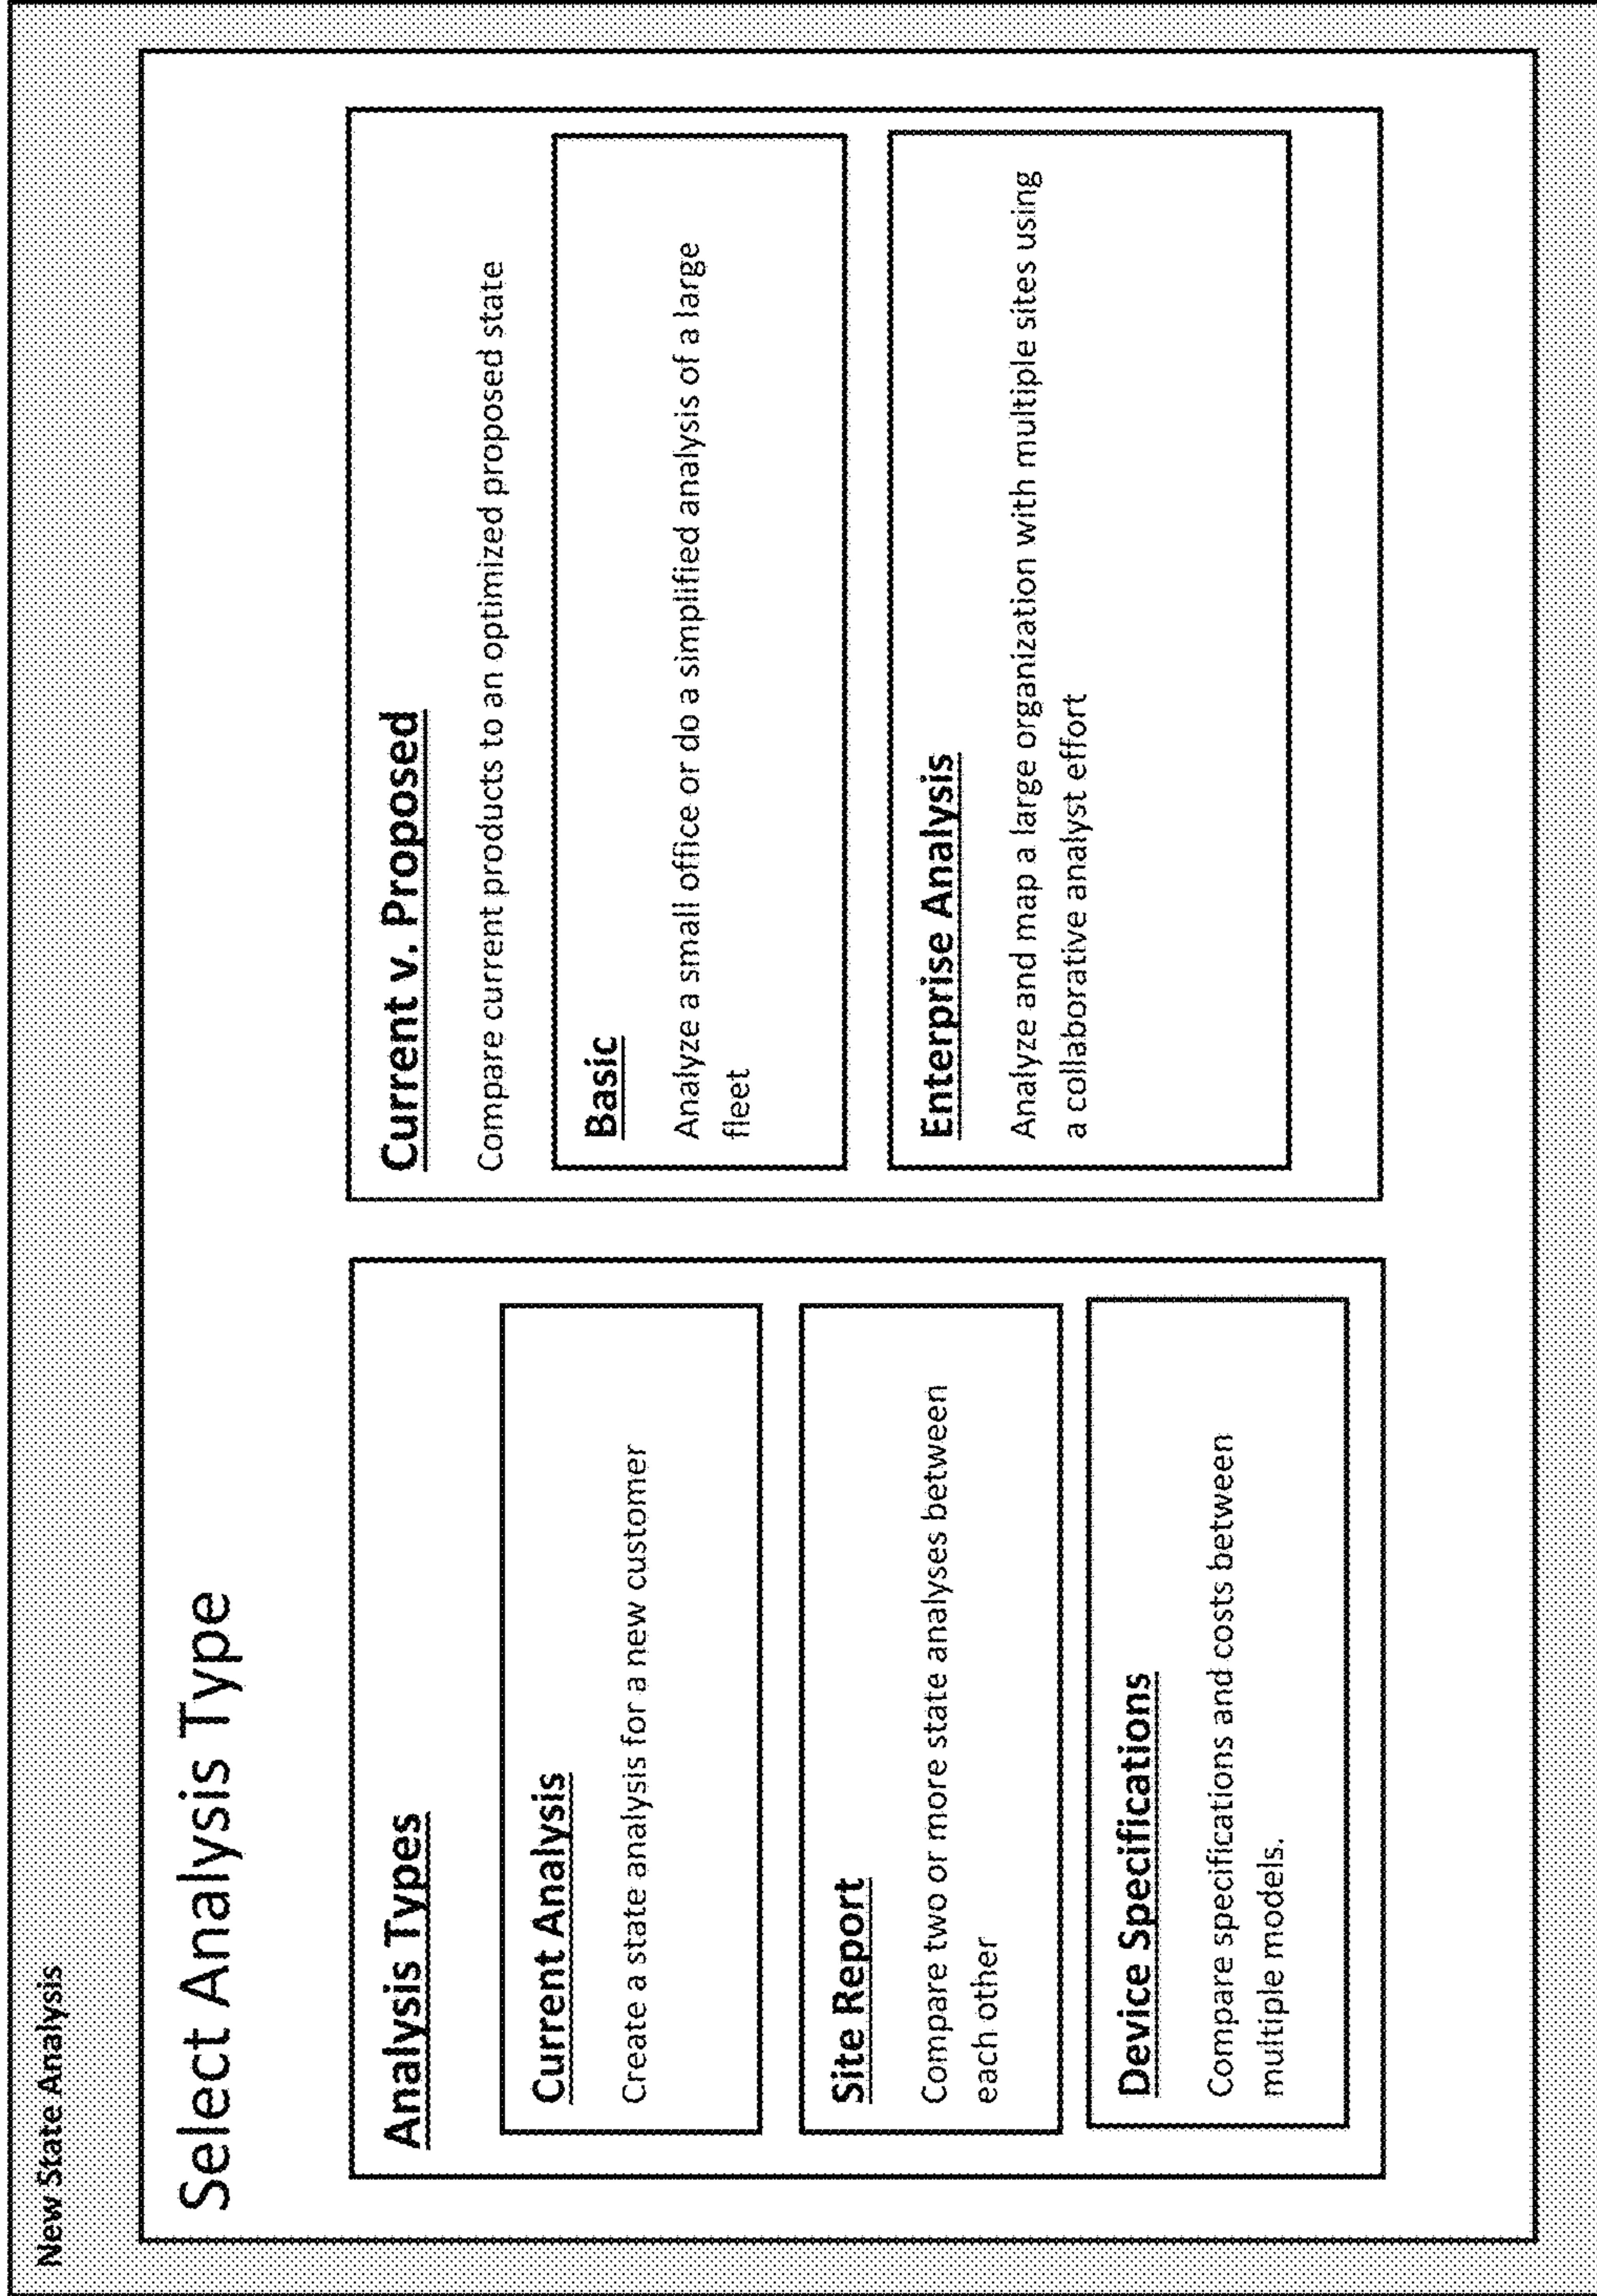 New State Analysis
Select Analysis Type
Analysis Types
Current Analysis
Create a state analysis for a new customer
Site Report
Compare two or more state analyses between
each other
Device Specifications
Compare specifications and costs between
multiple models.
Current v. Proposed
Compare current products to an optimized proposed state
Basic
Analyze a small office or do a simplified analysis of a large
fleet
Enterprise Analysis
Analyze and map a large organization with multiple sites using
a collaborative analyst effort